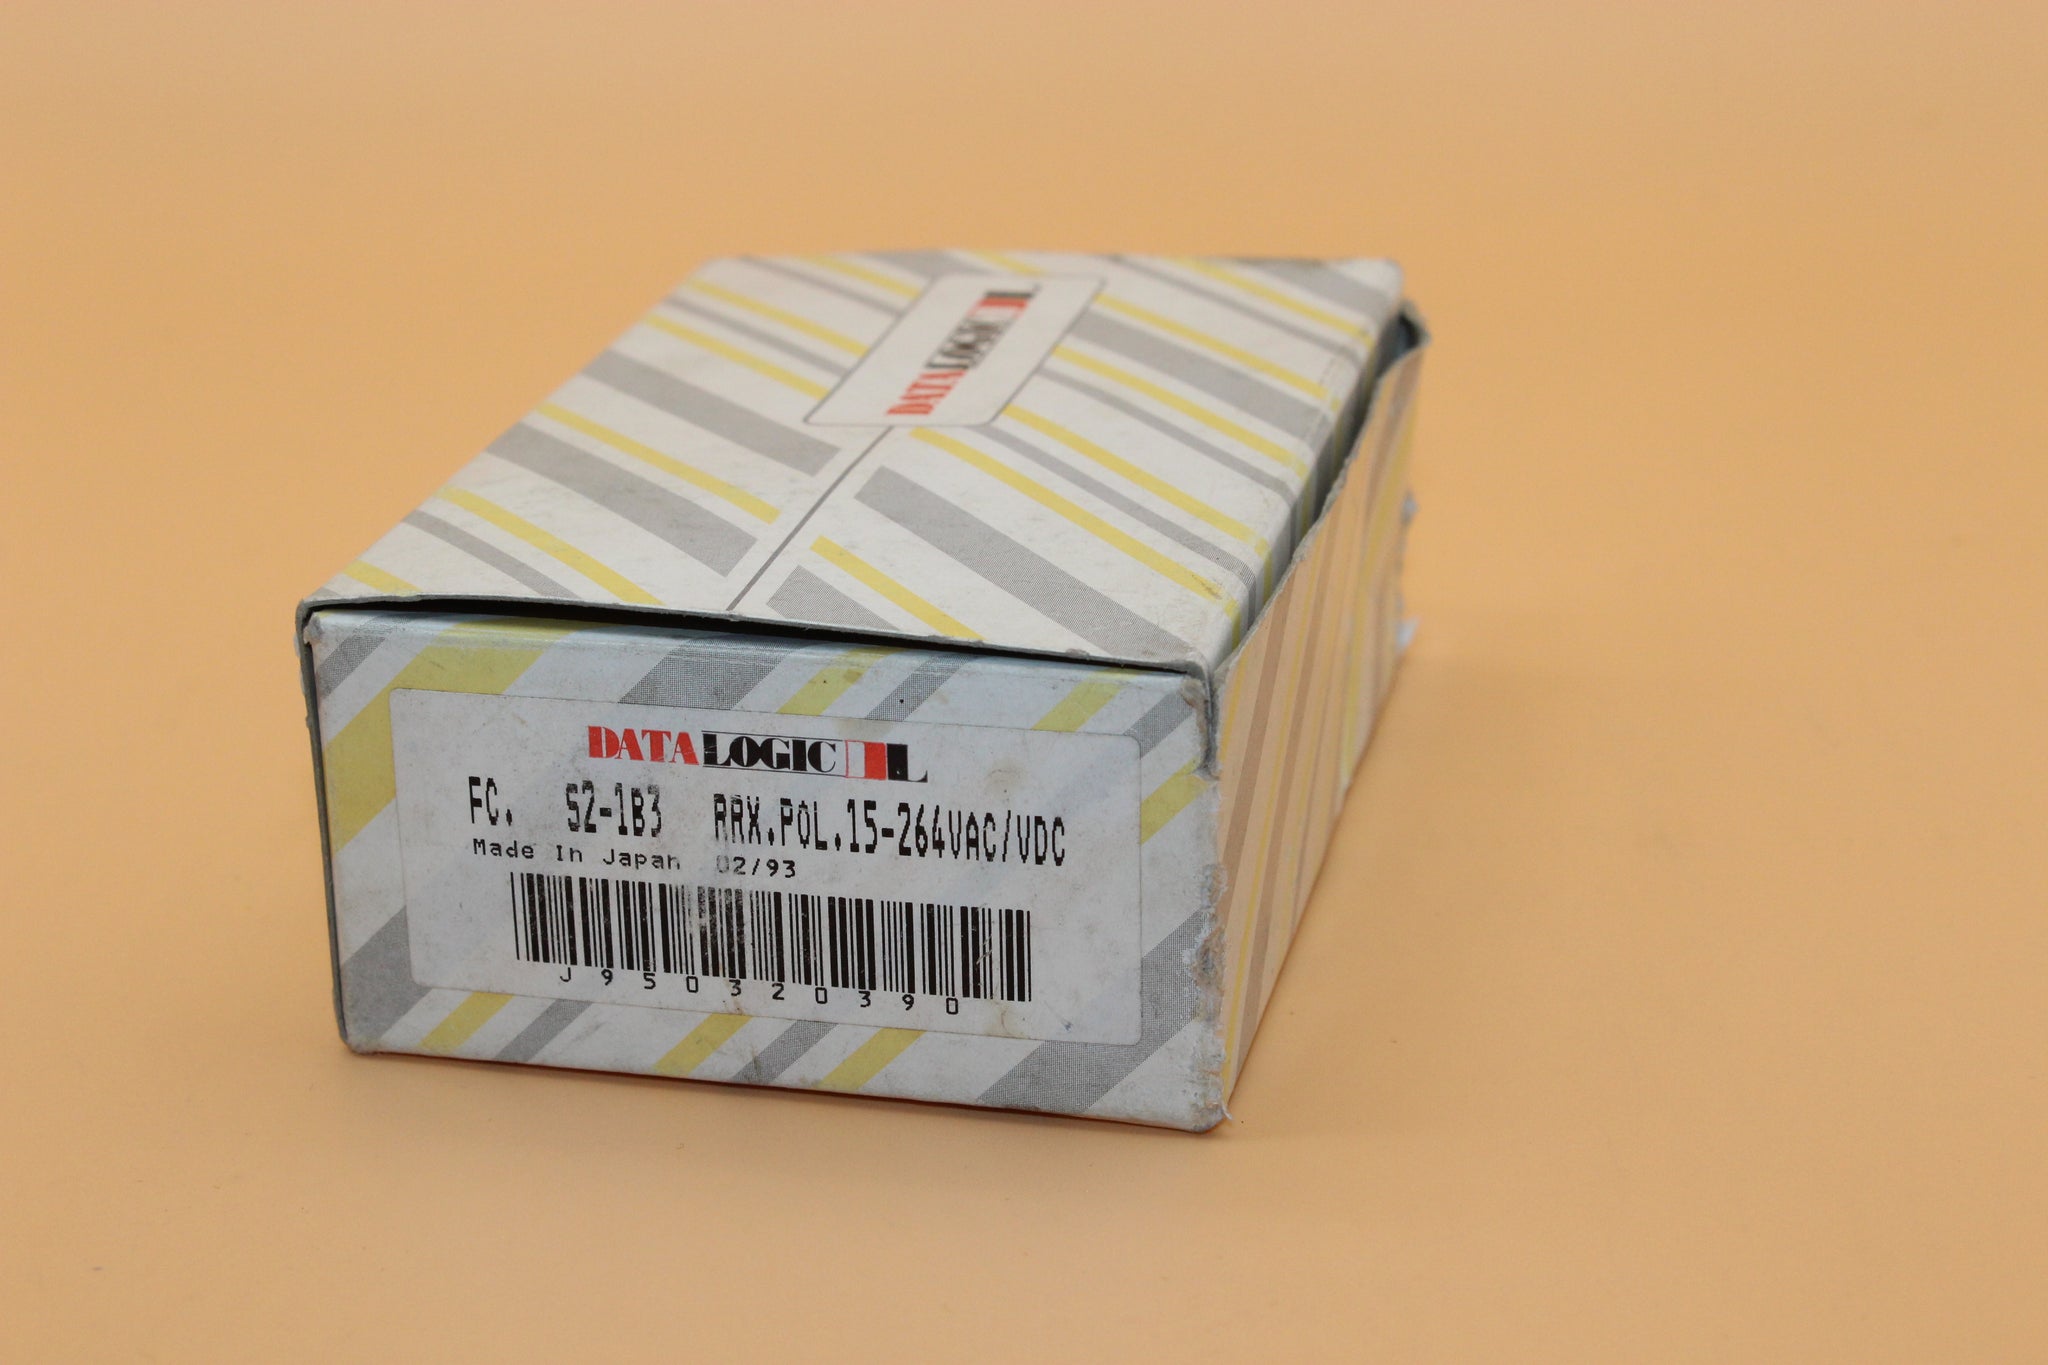 DATALOGIC
DATALOGIC
FC. S2-1B3 RRX.POL.15-264VAC/VDC
Made In Japan 02/93
J950320390